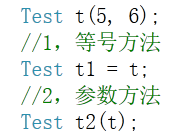 Test t(5, 6);
//1，等号方法
Test t1 = t;
//2，参数方法
Test t2(t);